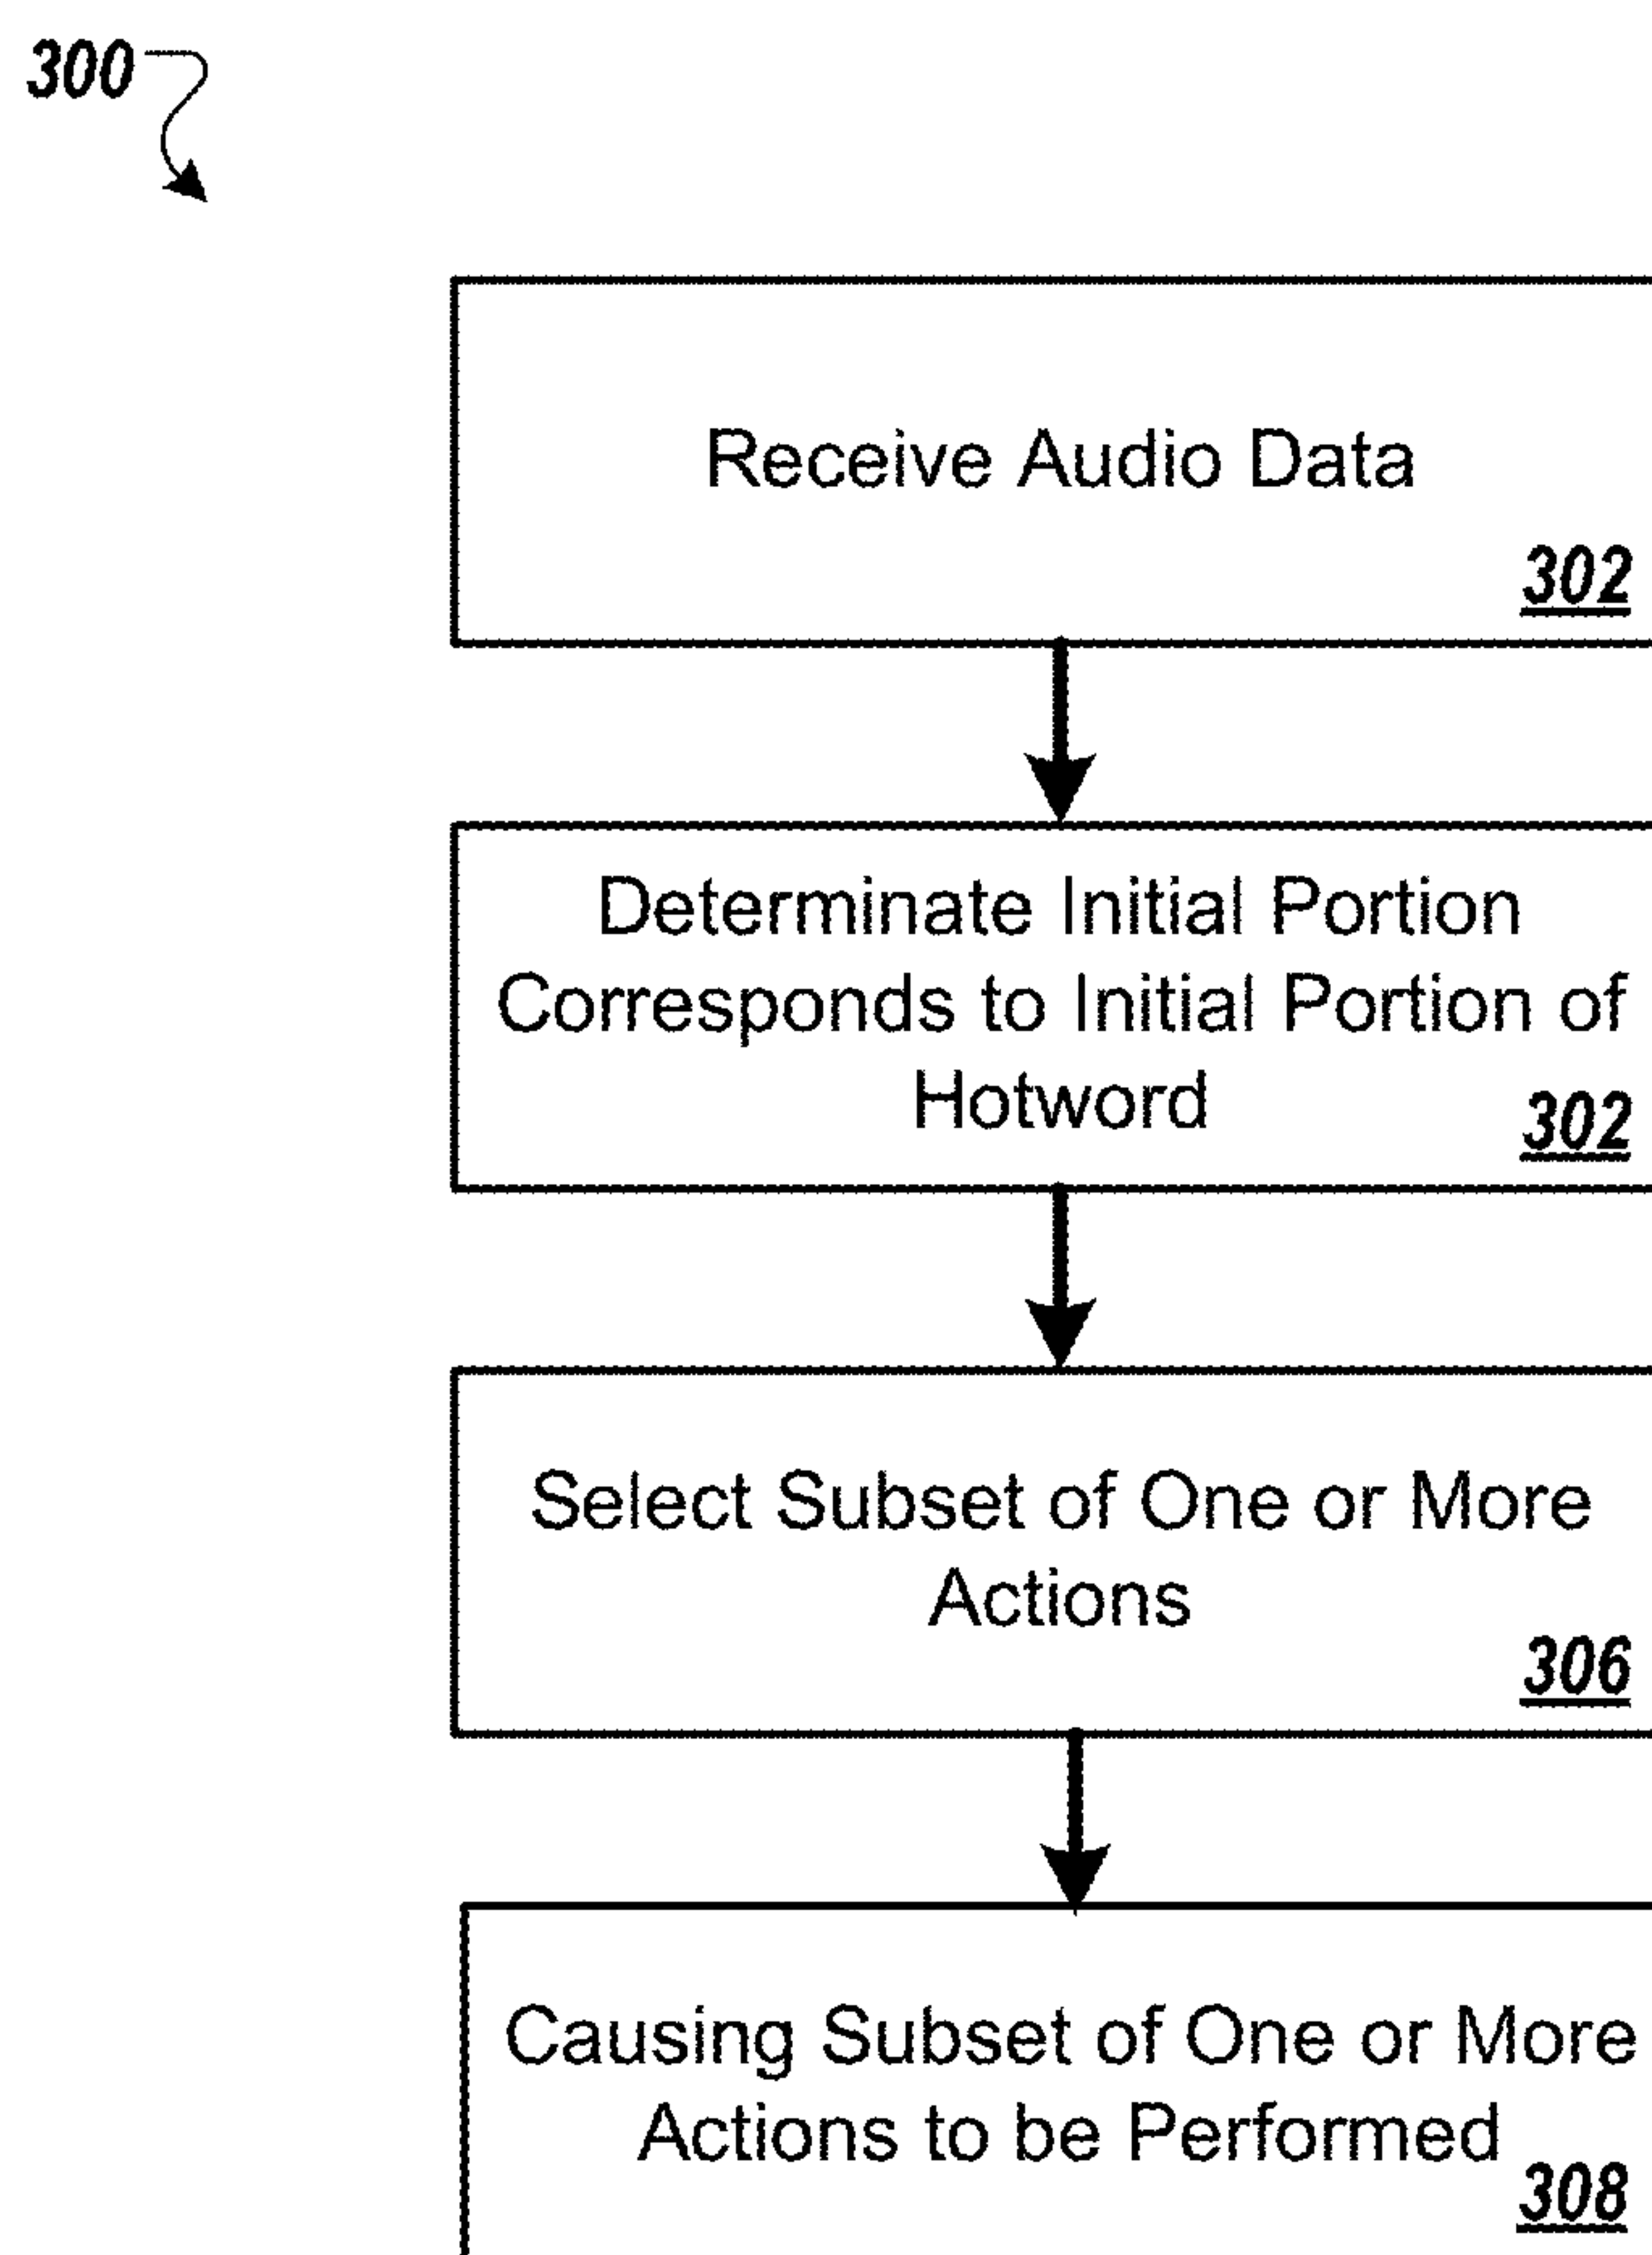 300
Receive Audio Data
302
Determinate Initial Portion
Corresponds to Initial Portion of
Hotword
302
Select Subset of One or More
Actions
306
Causing Subset of One or More
Actions to be Performed
308